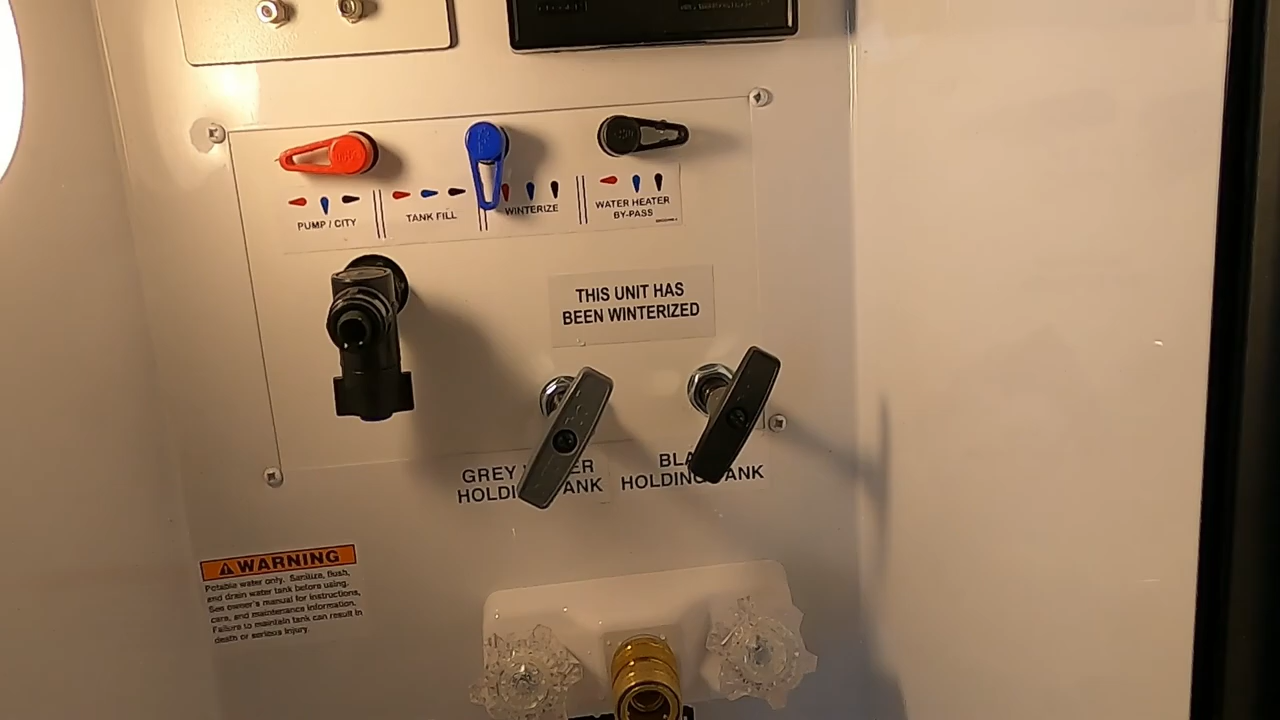 PUMP / CITY
TANK FILL
WINTERIZE
WATER HEATER
BY-PASS
THIS UNIT HAS
BEEN WINTERIZED
GREY ER
HOLDI ANK
BLA
HOLDING ANK
WARNING
Potable water only. Sanitize, flush,
and drain water tank before using.
See owner's manual for instructions,
care, and maintenance information.
Failure to maintain tank can result in
death or serious injury.